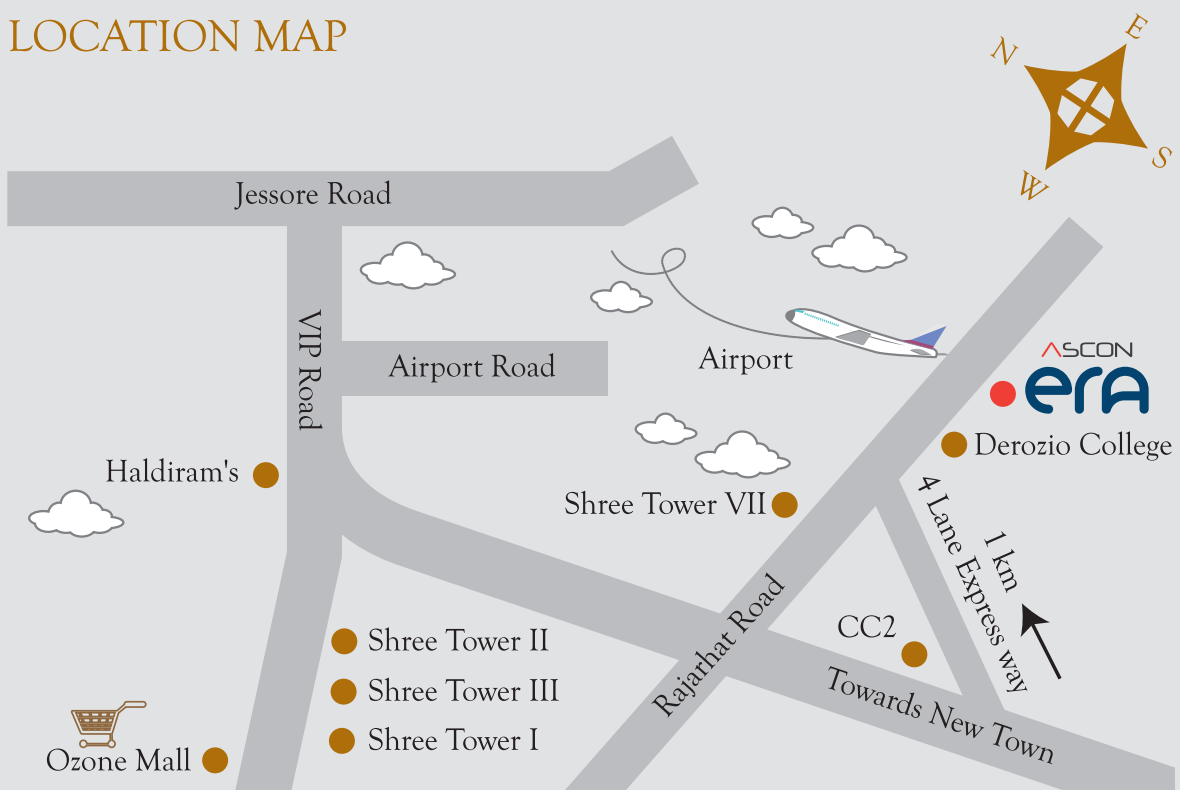 LOCATION MAP
E
N
S
W
Jessore Road
VIP Road
Airport Road
Airport
ASCON
era
Derozio College
Haldiram's
Shree Tower VII
4 Lane Express way
1 km
Rajarhat Road
CC2
Shree Tower II
Shree Tower III
Shree Tower I
Towards New Town
Ozone Mall